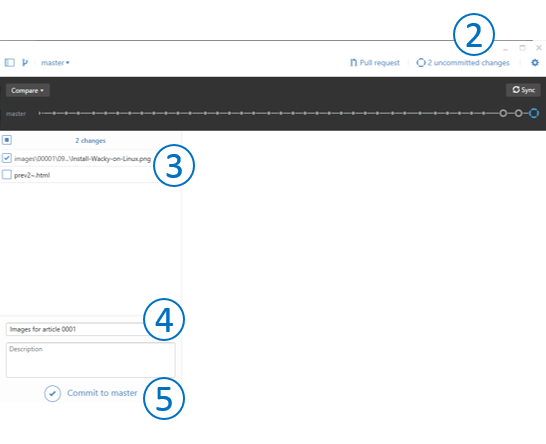 2
master
Pull request
2 uncommitted changes
Compare
Sync
master
2 changes
images\00001\09...\Install-Wacky-on-Linux.png
3
prev2~.html
4
Images for article 0001
Description
Commit to master
5